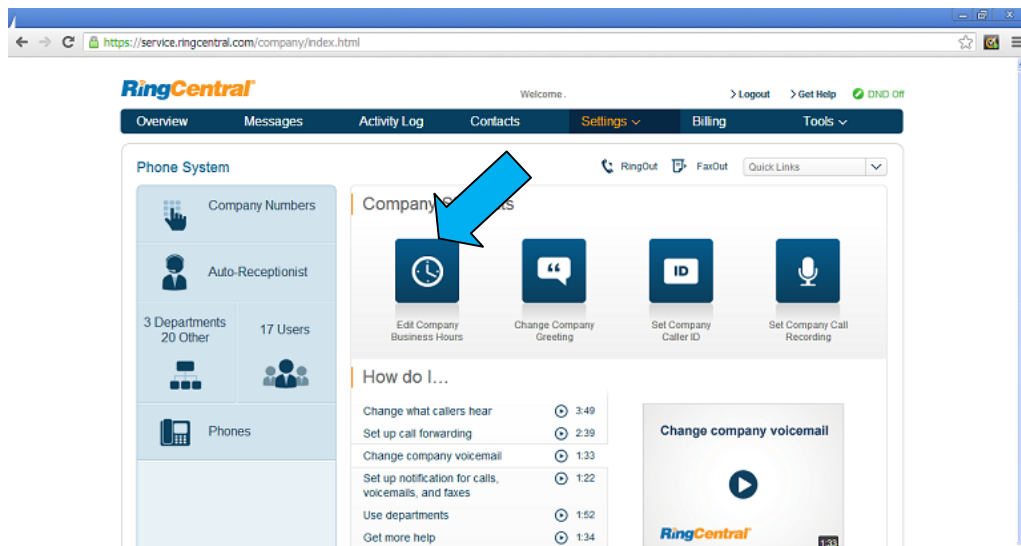 https://service.ringcentral.com/company/index.html
RingCentral
Welcome.
> Logout > Get Help DND Off
Overview Messages Activity Log Contacts Settings Billing Tools
Phone System
RingOut FaxOut Quick Links
Company Numbers
Auto-Receptionist
3 Departments
20 Other
17 Users
Phones
Company
ID
Edit Company
Business Hours
Change Company
Greeting
Set Company
Caller ID
Set Company Call
Recording
How do I...
Change what callers hear 3:49
Set up call forwarding 2:39
Change company voicemail 1:33
Set up notification for calls, 1:22
voicemails, and faxes
Use departments 1:52
Get more help 1:34
Change company voicemail
RingCentral
1:33